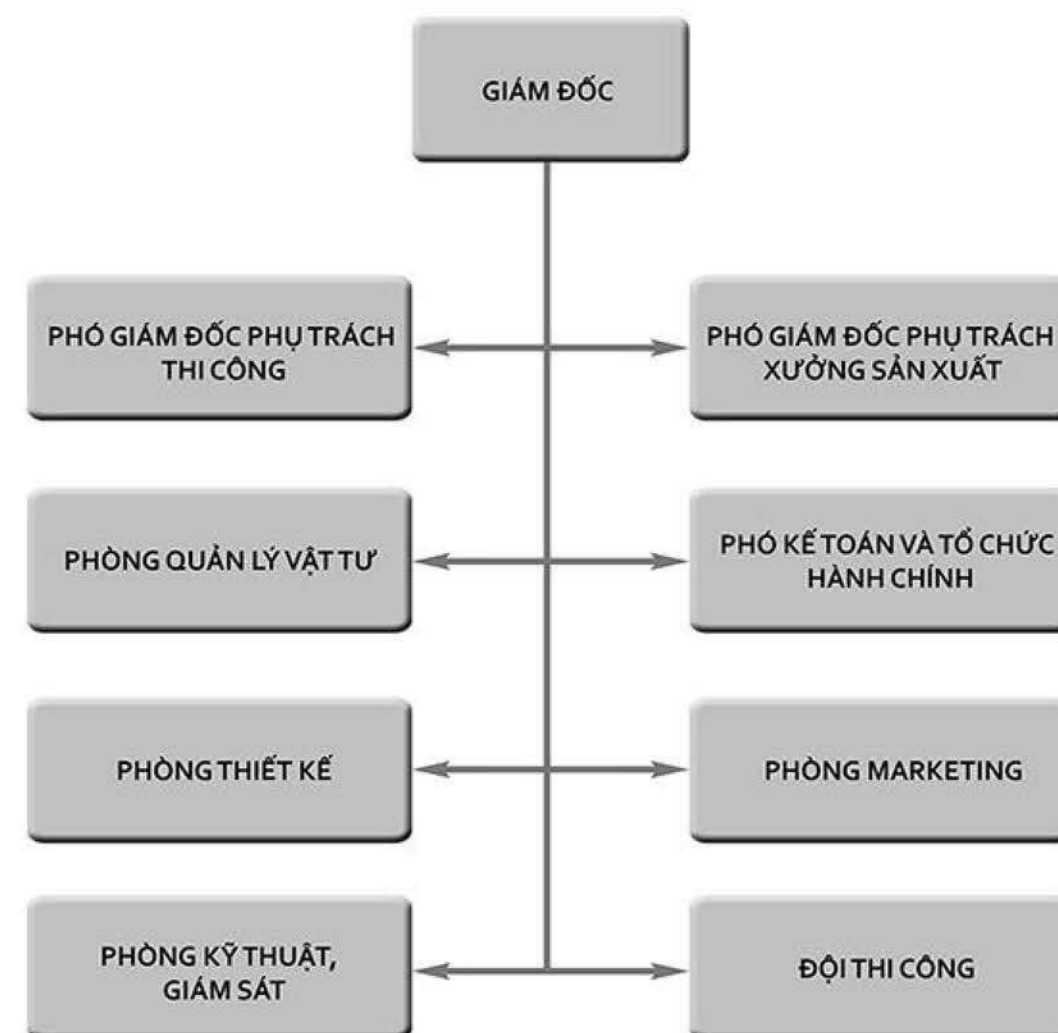 GIÁM ĐỐC
PHÓ GIÁM ĐỐC PHỤ TRÁCH
THI CÔNG
PHÓ GIÁM ĐỐC PHỤ TRÁCH
XƯỞNG SẢN XUẤT
PHÒNG QUẢN LÝ VẬT TƯ
PHÓ KẾ TOÁN VÀ TỔ CHỨC
HÀNH CHÍNH
PHÒNG THIẾT KẾ
PHÒNG MARKETING
PHÒNG KỸ THUẬT,
GIÁM SÁT
ĐỘI THI CÔNG